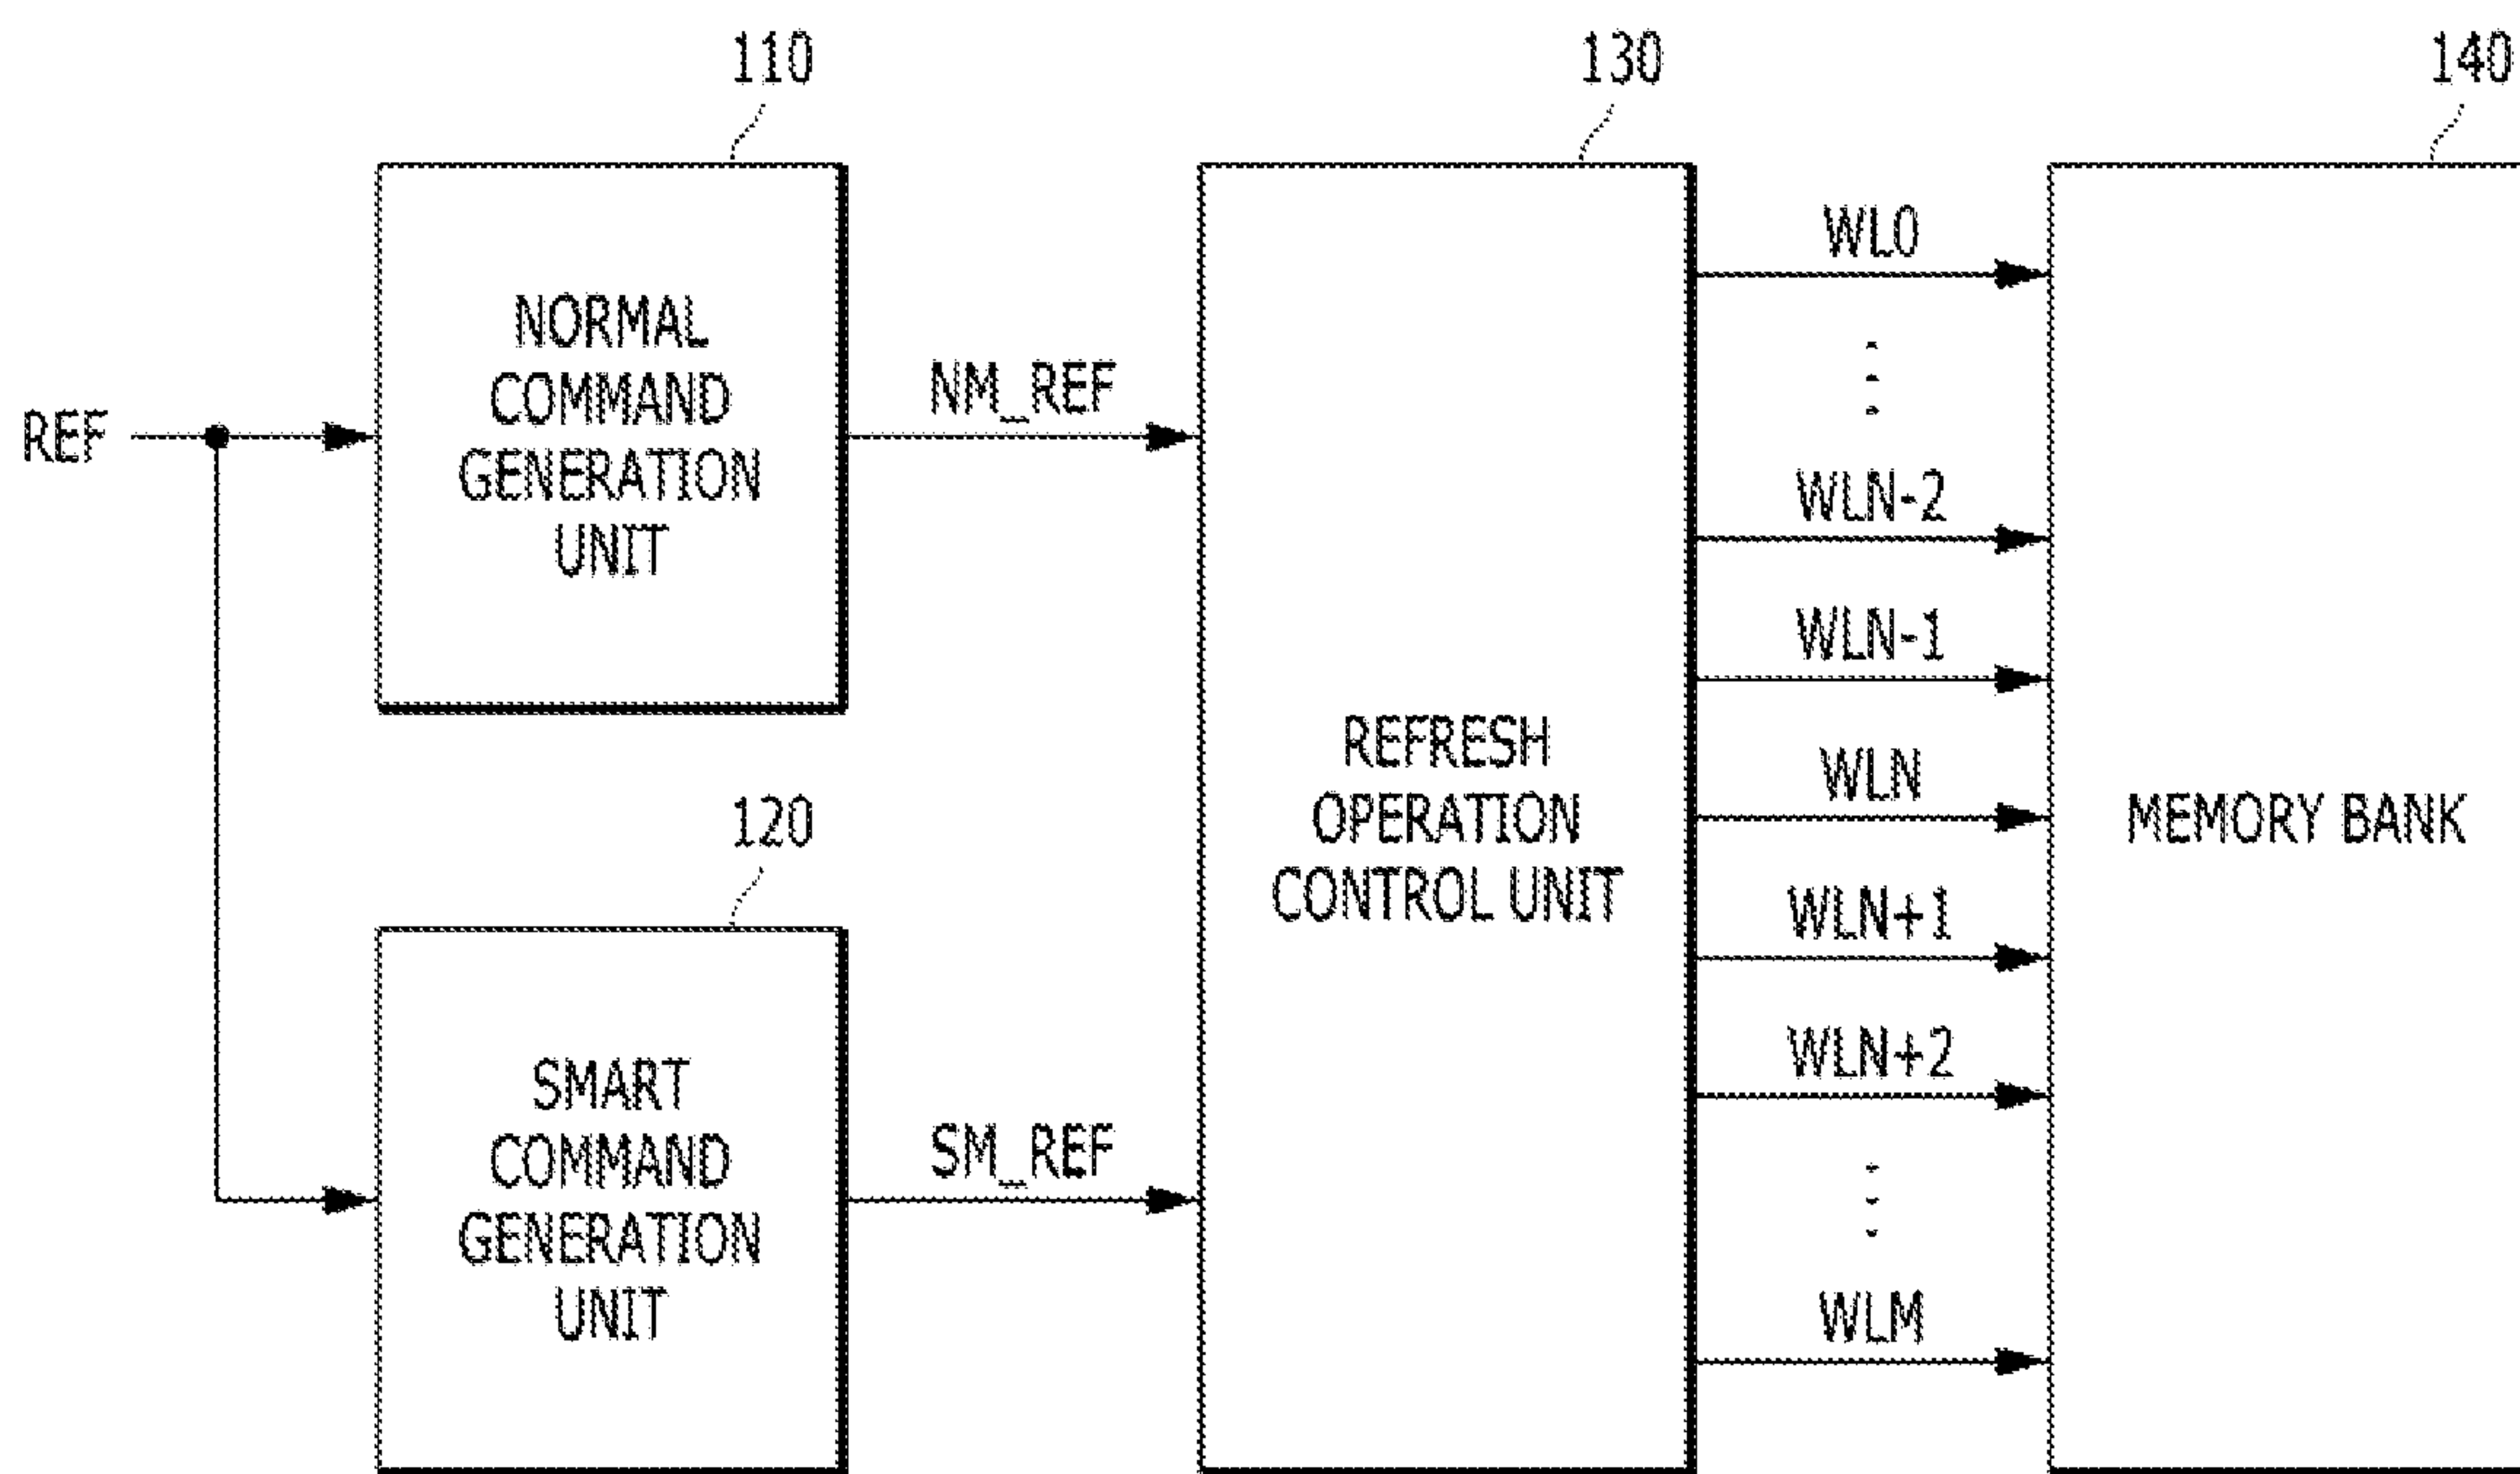 110
130
140
NORMAL
COMMAND
GENERATION
UNIT
REF
NM_REF
WL0
WLN-2
WLN-1
WLN
WLN+1
WLN+2
WLM
REFRESH
OPERATION
CONTROL UNIT
MEMORY BANK
120
SMART
COMMAND
GENERATION
UNIT
SM_REF